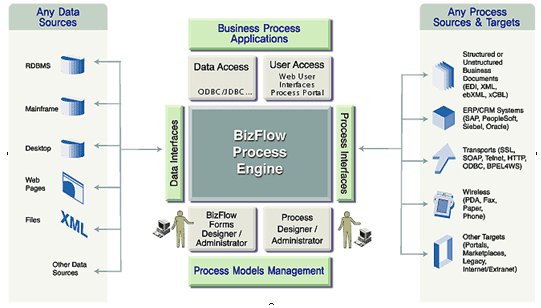 Any Data
Sources
RDBMS
Mainframe
Desktop
Web
Pages
Files
XML
Other Data
Sources
Business Process
Applications
Data Access
ODBC/JDBC...
User Access
Web User
Interfaces
Process Portal
Data Interfaces
BizFlow
Process
Engine
Process Interfaces
BizFlow
Forms
Designer /
Administrator
Process
Designer /
Administrator
Process Models Management
Any Process
Sources & Targets
Structured or
Unstructured
Business
Documents
(EDI, XML,
ebXML, xCBL)
ERP/CRM Systems
(SAP, PeopleSoft,
Siebel, Oracle)
Transports (SSL,
SOAP, Telnet, HTTP,
ODBC, BPEL4WS)
Wireless
(PDA, Fax,
Paper,
Phone)
Other Targets
(Portals,
Marketplaces,
Legacy,
Internet/Extranet)